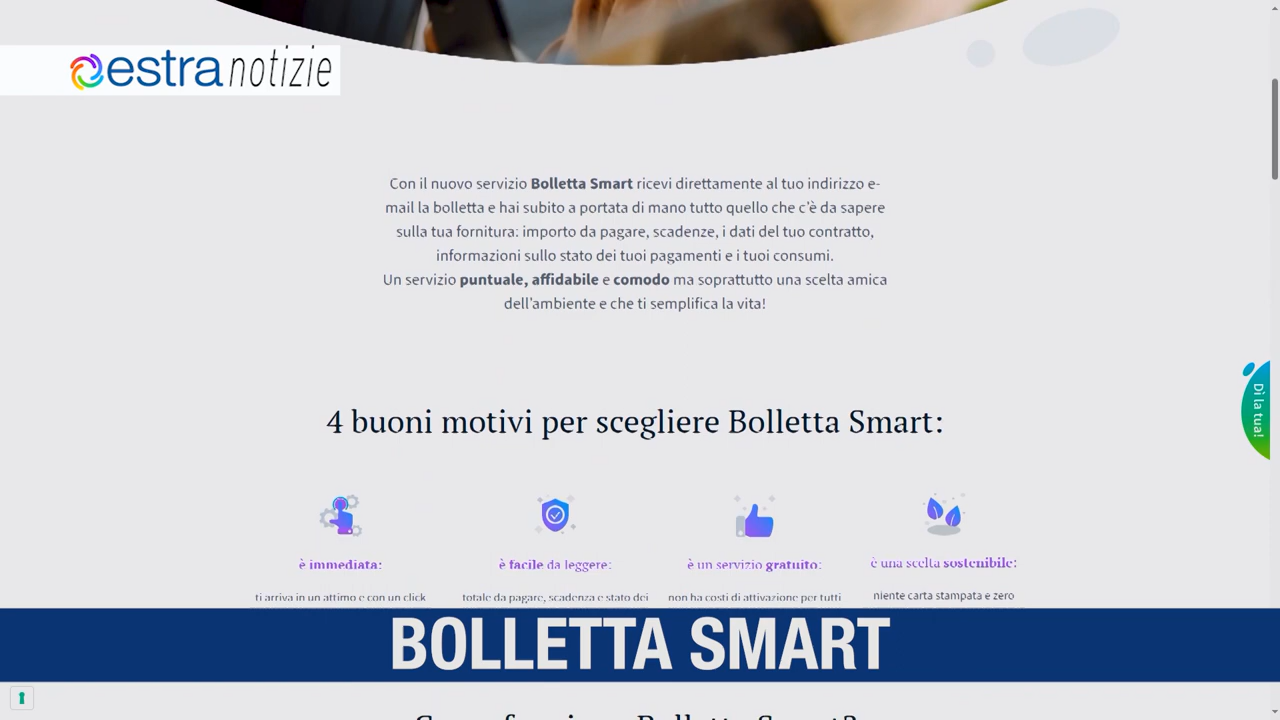 estra notizie
Con il nuovo servizio Bolletta Smart ricevi direttamente al tuo indirizzo e-
mail la bolletta e hai subito a portata di mano tutto quello che c'è da sapere
sulla tua fornitura: importo da pagare, scadenze, i dati del tuo contratto,
informazioni sullo stato dei tuoi pagamenti e i tuoi consumi.
Un servizio puntuale, affidabile e comodo ma soprattutto una scelta amica
dell'ambiente e che ti semplifica la vita!
Dì la tua!
4 buoni motivi per scegliere Bolletta Smart:
è immediata:
è facile da leggere:
è un servizio gratuito:
è una scelta sostenibile:
ti arriva in un attimo e con un click
totale da pagare, scadenza e stato dei
non ha costi di attivazione per tutti
niente carta stampata e zero
BOLLETTA SMART
Bolletta Smart?